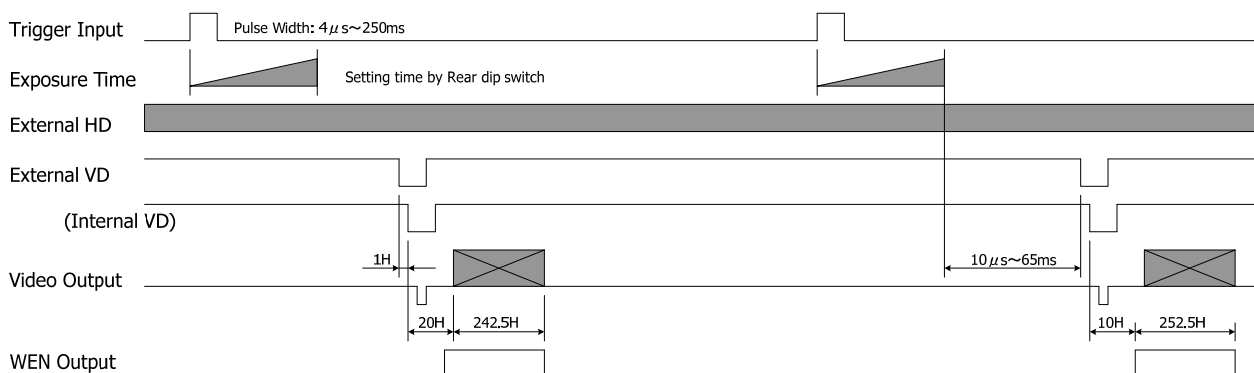 Trigger Input
Pulse Width: 4μs～250ms
Exposure Time
Setting time by Rear dip switch
External HD
External VD
(Internal VD)
1H
10μs～65ms
Video Output
20H
242.5H
10H
252.5H
WEN Output